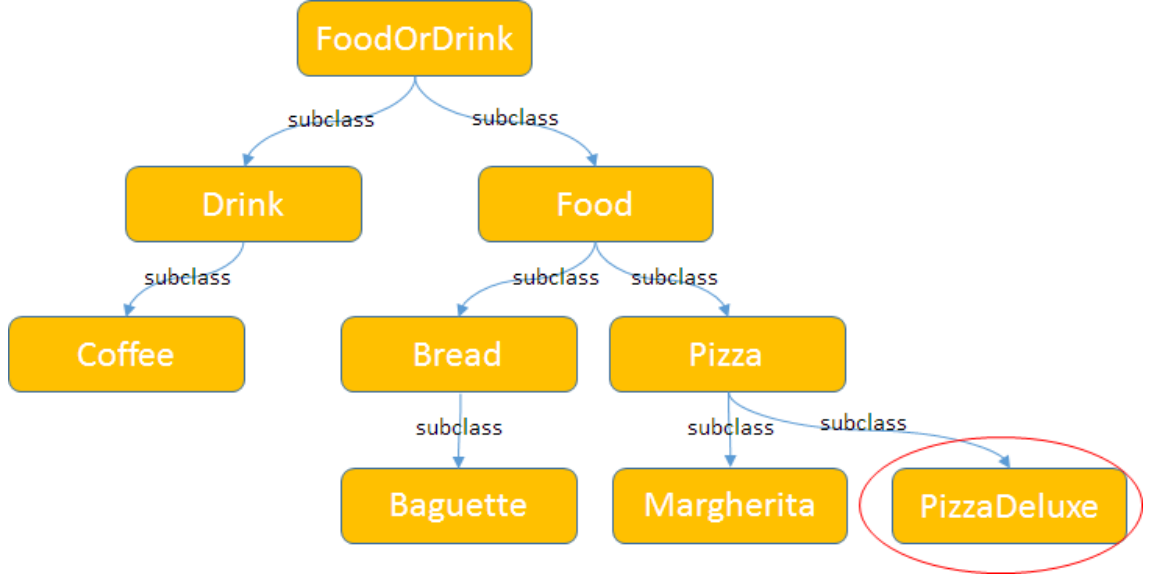 FoodOrDrink
subclass
subclass
Drink
Food
subclass
subclass
subclass
Coffee
Bread
Pizza
subclass
subclass
subclass
Baguette
Margherita
PizzaDeluxe